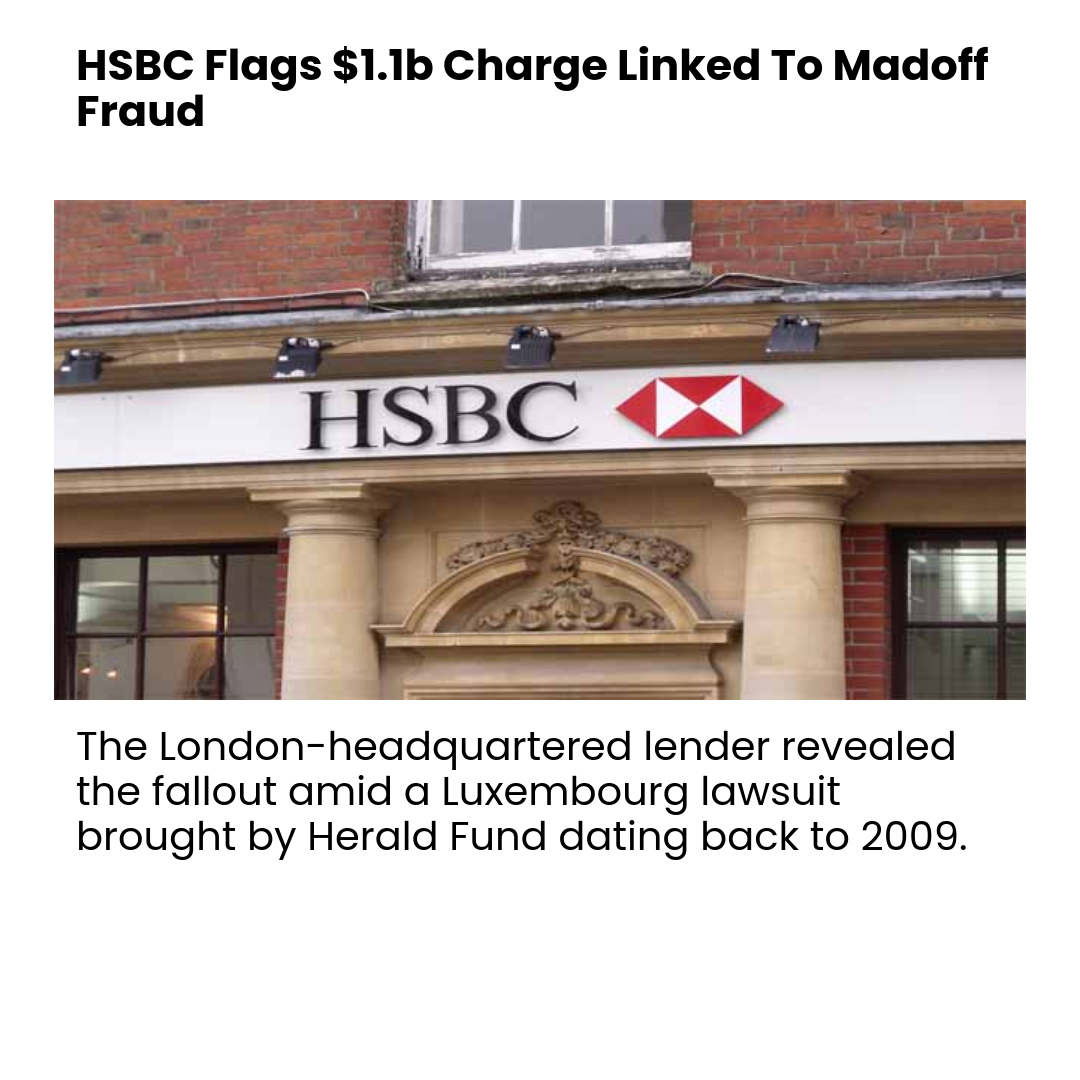 HSBC Flags $1.1b Charge Linked To Madoff
Fraud
HSBC
The London-headquartered lender revealed
the fallout amid a Luxembourg lawsuit
brought by Herald Fund dating back to 2009.